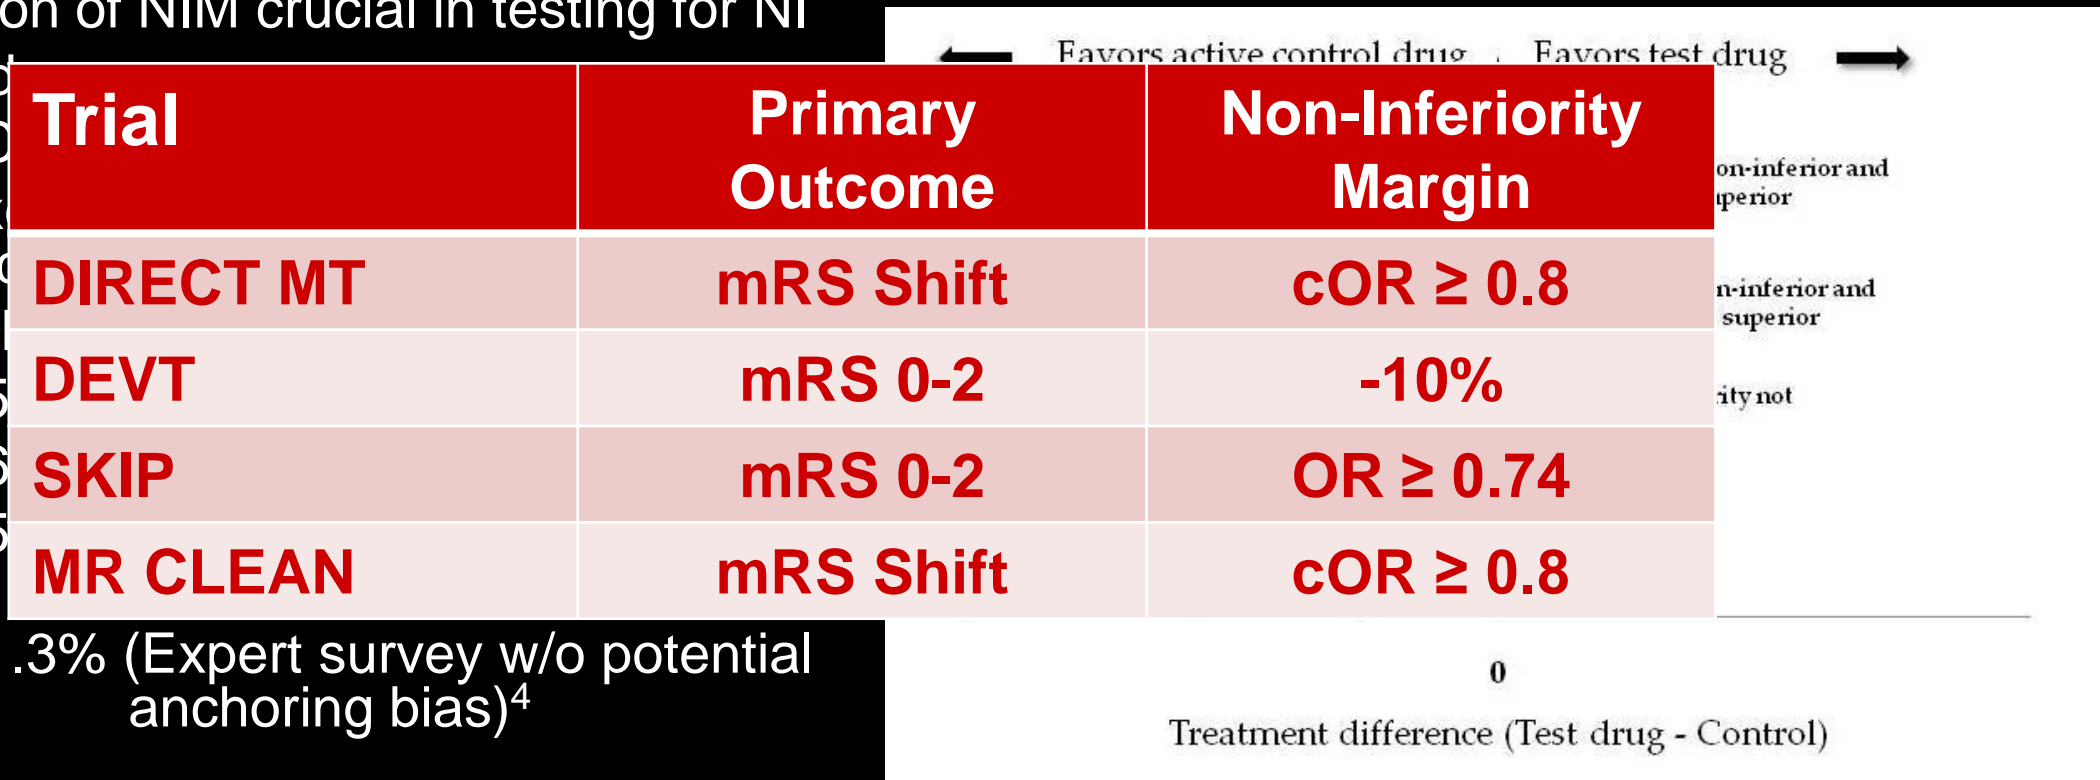 on of NIM crucial in testing for NI
Favors active control drug Favors test drug
Trial Primary Outcome Non-Inferiority Margin
DIRECT MT mRS Shift cOR ≥ 0.8
DEVT mRS 0-2 -10%
SKIP mRS 0-2 OR ≥ 0.74
MR CLEAN mRS Shift cOR ≥ 0.8
on-inferior and
perior
n-inferior and
superior
ity not
.3% (Expert survey w/o potential
anchoring bias)⁴
0
Treatment difference (Test drug - Control)